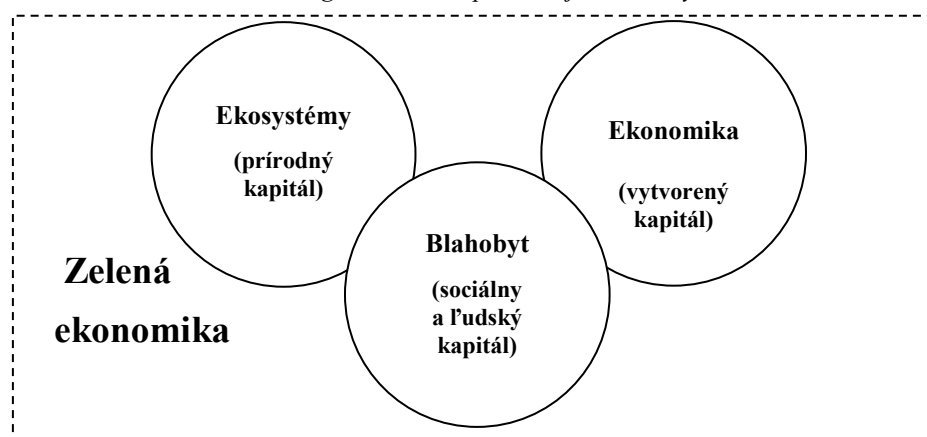 Ekosystémy
(prírodný
kapitál)
Ekonomika
(vytvorený
kapitál)
Blahobyt
(sociálny
a ľudský
kapitál)
Zelená
ekonomika